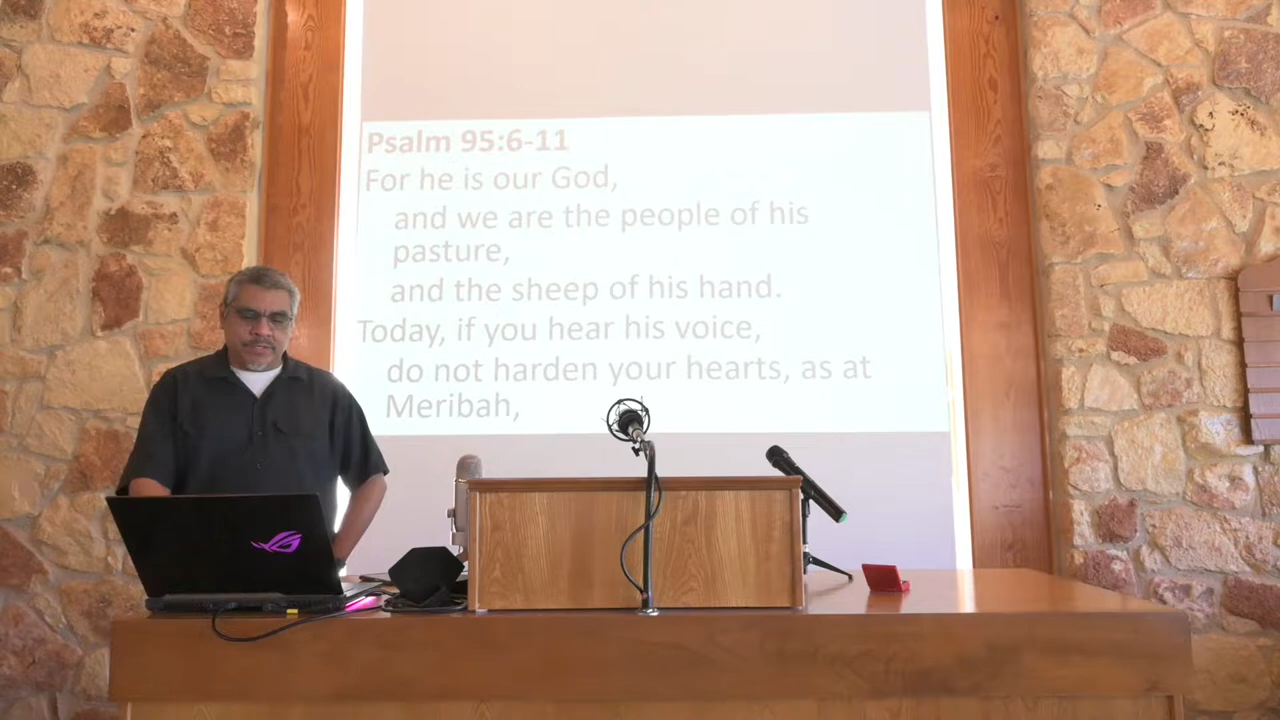 Psalm 95:6-11
For he is our God,
and we are the people of his
pasture,
and the sheep of his hand.
Today, if you hear his voice,
do not harden your hearts, as at
Meribah,